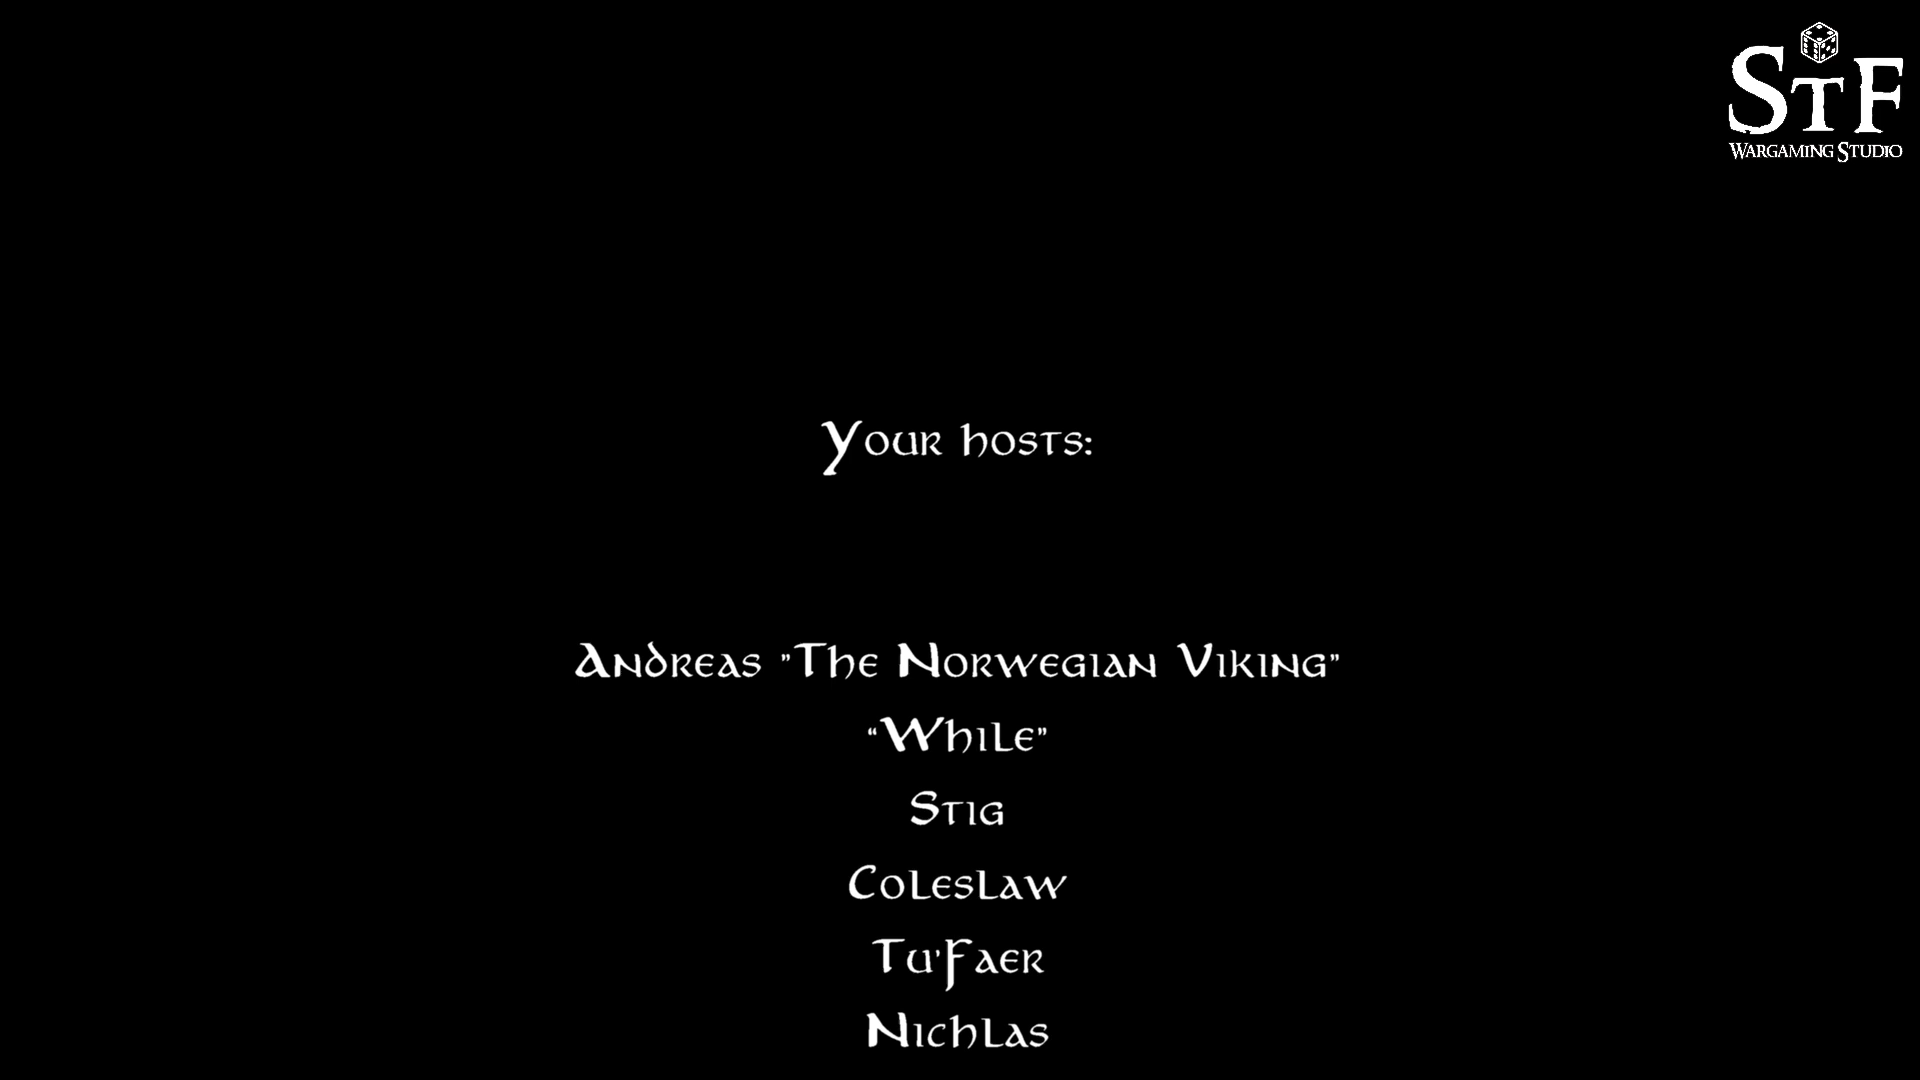 StF
Wargaming Studio
Your hosts:
Andreas "The Norwegian Viking"
“While”
Stig
Coleslaw
Tu'Faer
Nichlas